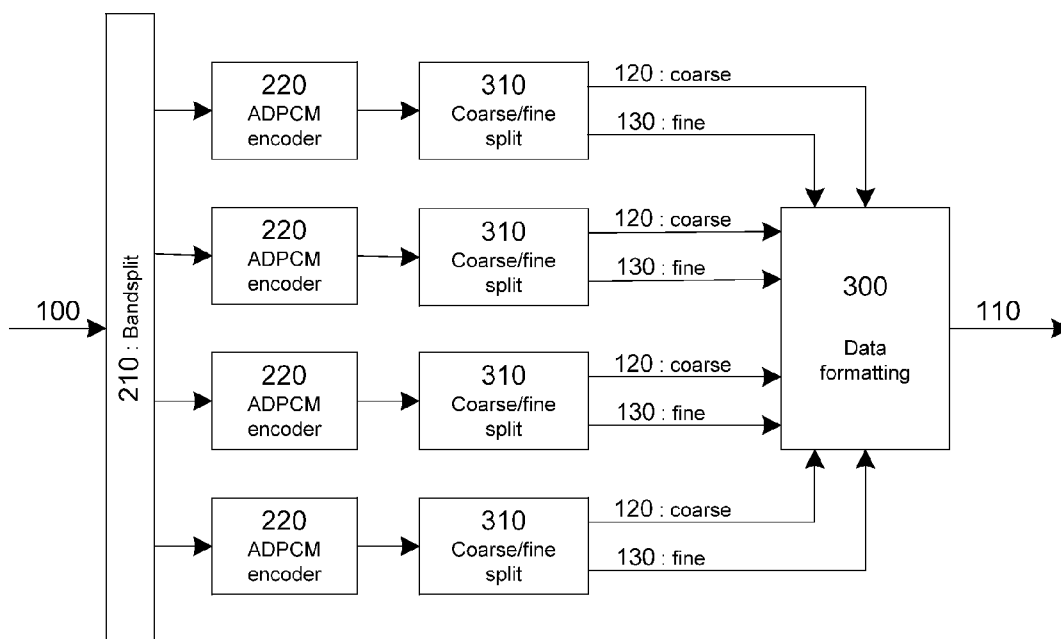 100
210 : Bandsplit
220
ADPCM
encoder
310
Coarse/fine
split
120 : coarse
130 : fine
220
ADPCM
encoder
310
Coarse/fine
split
120 : coarse
130 : fine
220
ADPCM
encoder
310
Coarse/fine
split
120 : coarse
130 : fine
220
ADPCM
encoder
310
Coarse/fine
split
120 : coarse
130 : fine
300
Data
formatting
110